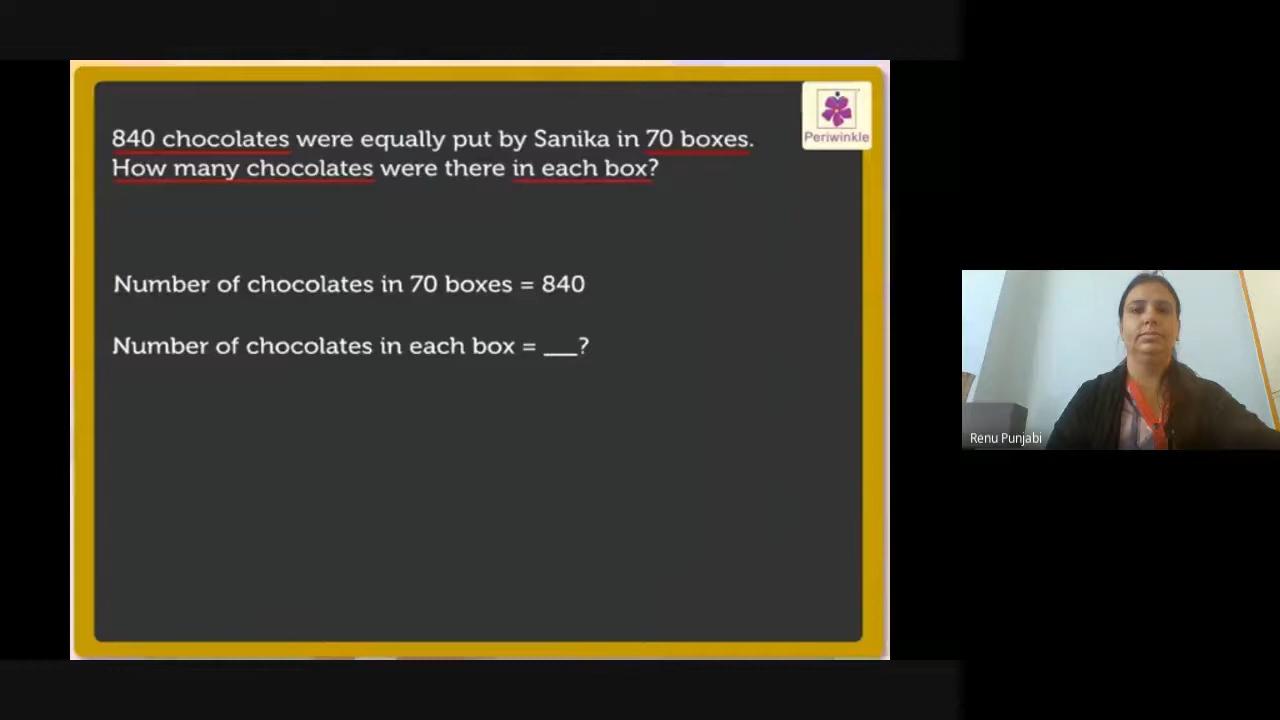 840 chocolates were equally put by Sanika in 70 boxes.
How many chocolates were there in each box?
Periwinkle
Number of chocolates in 70 boxes = 840
Number of chocolates in each box = ___?
Renu Punjabi